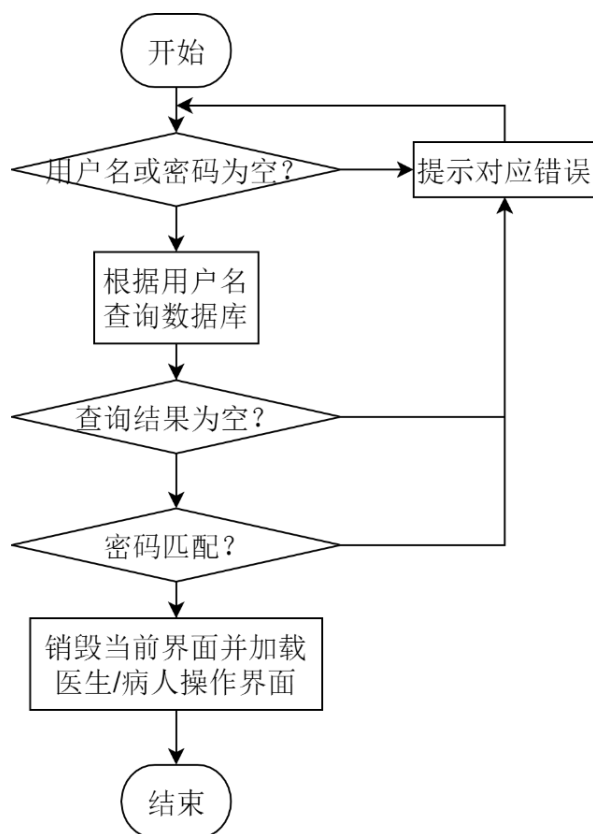 开始
用户名或密码为空？
提示对应错误
根据用户名
查询数据库
查询结果为空？
密码匹配？
销毁当前界面并加载
医生/病人操作界面
结束